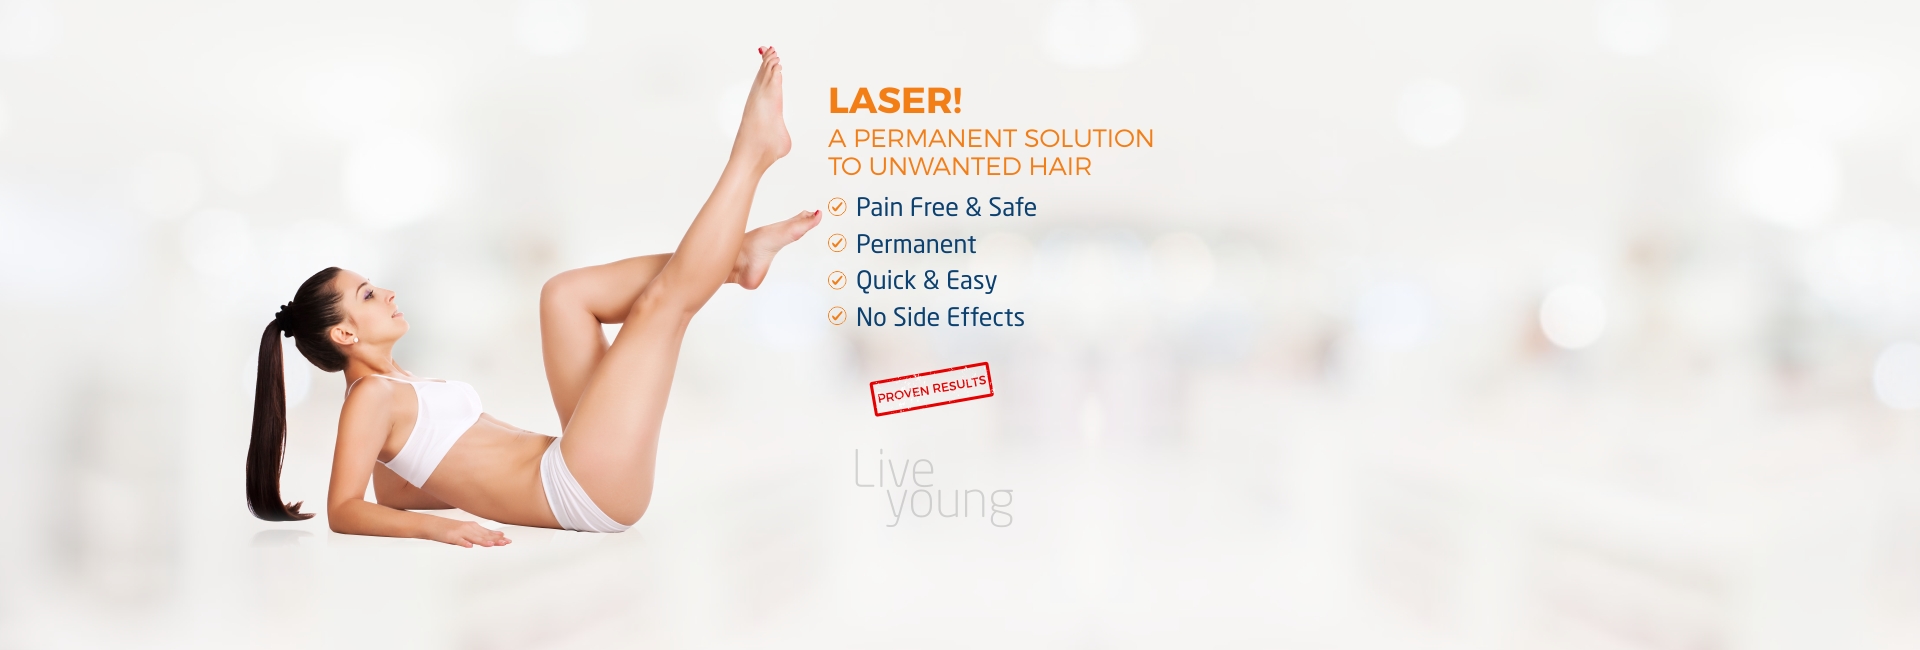 LASER!
A PERMANENT SOLUTION
TO UNWANTED HAIR
Pain Free & Safe
Permanent
Quick & Easy
No Side Effects
PROVEN RESULTS
Live
young